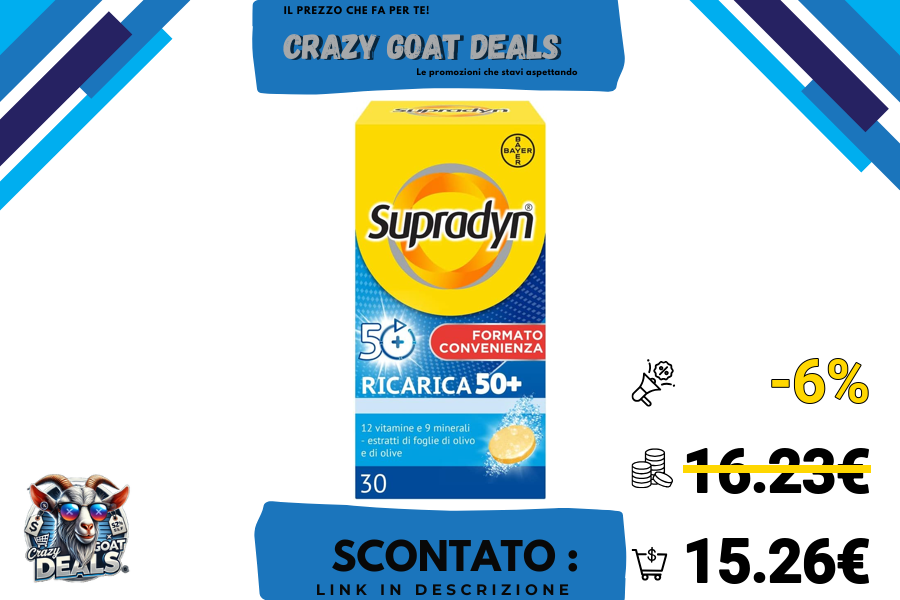 IL PREZZO CHE FA PER TE!
CRAZY GOAT DEALS
Le promozioni che stavi aspettando
Supradyn
BAYER
BAYER
Supradyn®
50+
FORMATO
CONVENIENZA
RICARICA 50+
12 vitamine e 9 minerali
- estratti di foglie di olivo
e di olive
30
-6%
16.23€
15.26€
$
Crazy
GOAT
DEALS
SCONTATO :
LINK IN DESCRIZIONE